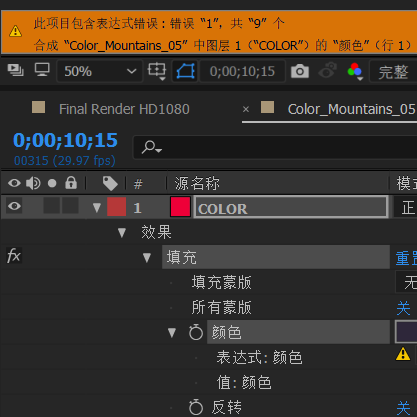 此项目包含表达式错误: 错误 “1”，共 “9” 个
合成 “Color_Mountains_05” 中图层 1 (“COLOR”) 的 “颜色” (行 1)
50%
0;00;10;15
完整
Final Render HD1080
× Color_Mountains_05
0;00;10;15
00315 (29.97 fps)
# 源名称
1 COLOR 正
效果
fx 填充 重置
填充蒙版 无
所有蒙版 关
颜色
表达式: 颜色
值: 颜色
反转 关